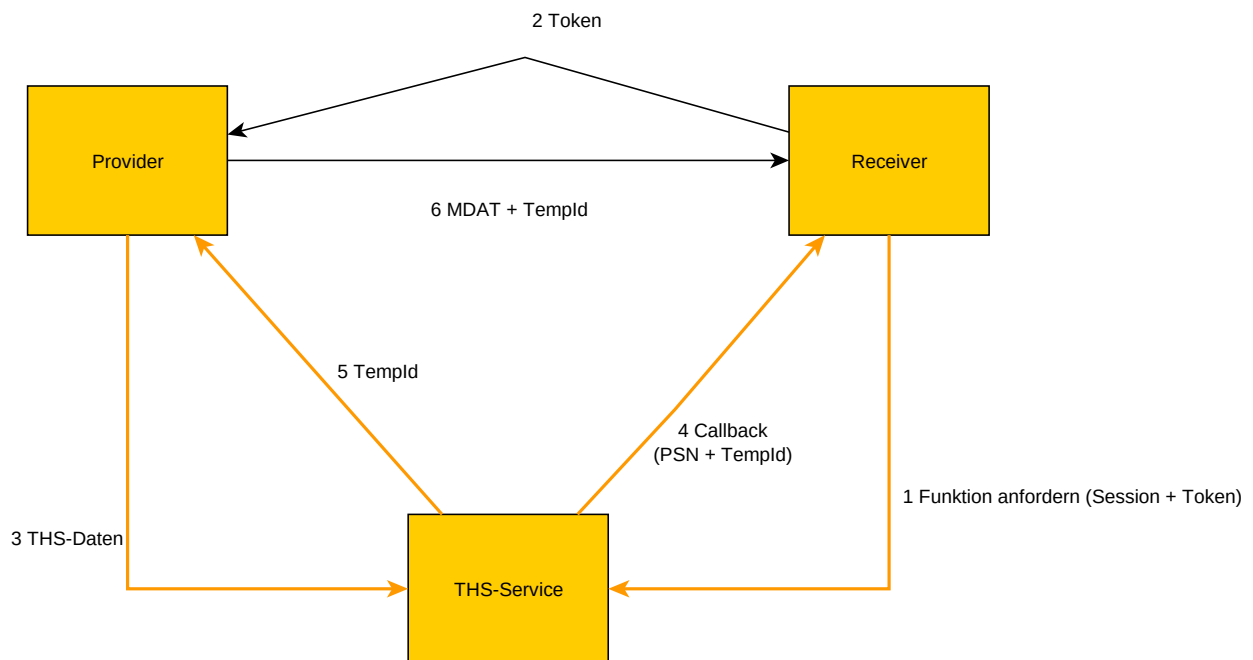 2 Token
Provider
Receiver
6 MDAT + TempId
5 TempId
4 Callback
(PSN + TempId)
1 Funktion anfordern (Session + Token)
3 THS-Daten
THS-Service